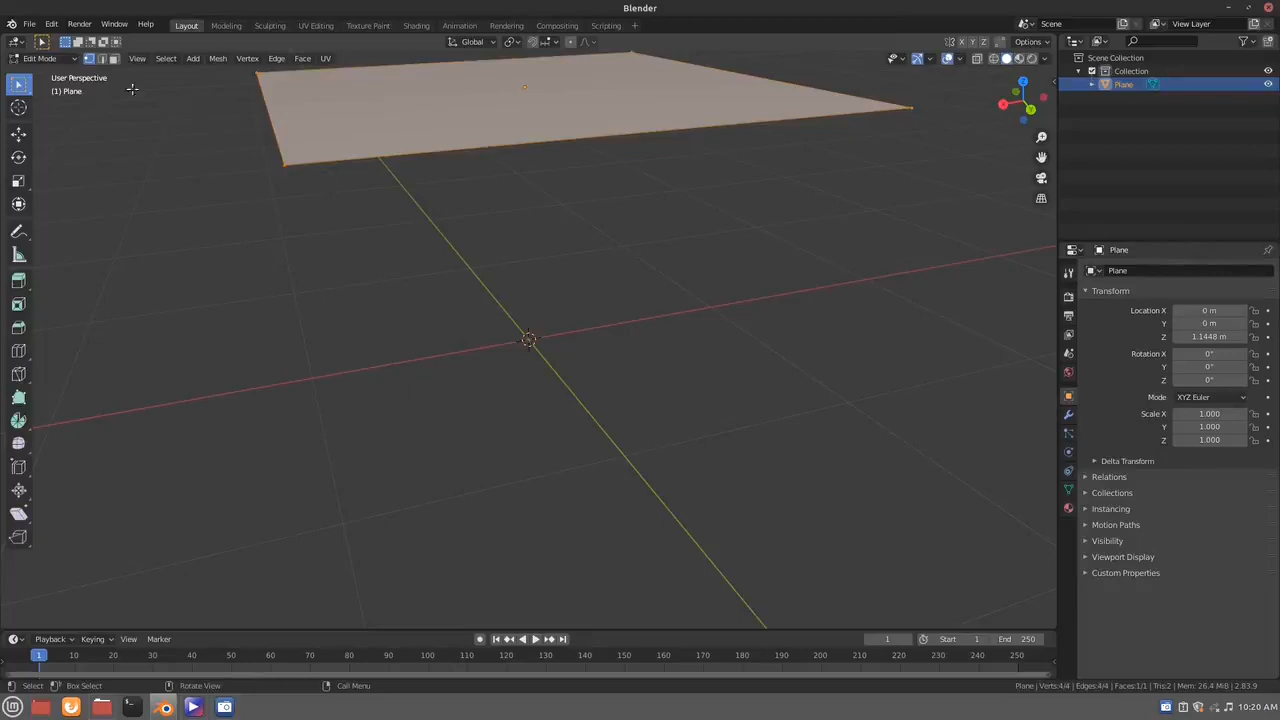 Blender
File Edit Render Window Help
Layout Modeling Sculpting UV Editing Texture Paint Shading Animation Rendering Compositing Scripting +
Scene
View Layer
Global
X Y Z Options
Edit Mode View Select Add Mesh Vertex Edge Face UV
User Perspective
(1) Plane
Scene Collection
Collection
Plane
Z
X
Y
Plane
Plane
Transform
Location X 0 m
Y 0 m
Z 1.1448 m
Rotation X 0°
Y 0°
Z 0°
Mode XYZ Euler
Scale X 1.000
Y 1.000
Z 1.000
Delta Transform
Relations
Collections
Instancing
Motion Paths
Visibility
Viewport Display
Custom Properties
Playback Keying View Marker
1 Start 1 End 250
1 10 20 30 40 50 60 70 80 90 100 110 120 130 140 150 160 170 180 190 200 210 220 230 240 250
Select Box Select Rotate View Call Menu
Plane | Verts:4/4 | Edges:4/4 | Faces:1/1 | Tris:2 | Mem: 26.4 MiB | 2.83.9
10:20 AM